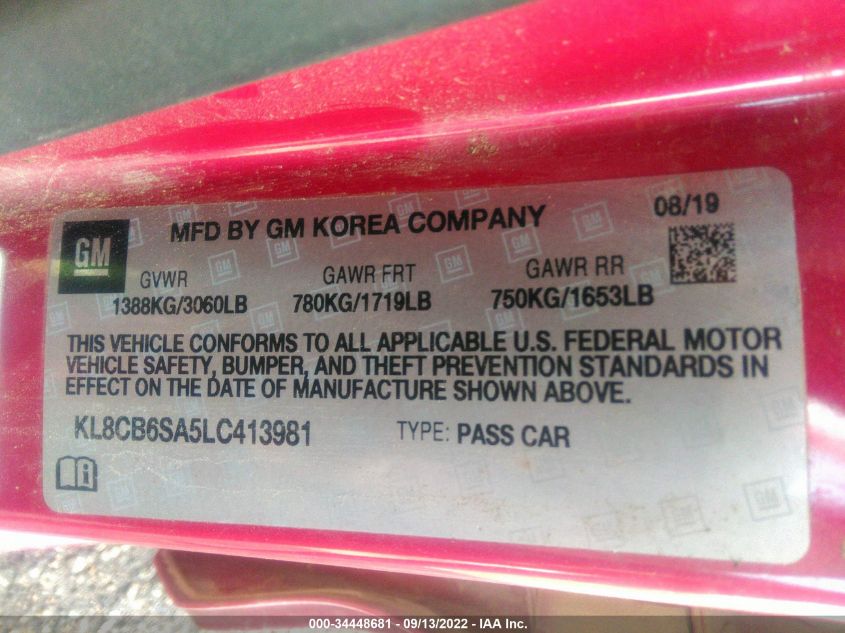 GM
MFD BY GM KOREA COMPANY
08/19
GVWR
GAWR FRT
GAWR RR
1388KG/3060LB
780KG/1719LB
750KG/1653LB
THIS VEHICLE CONFORMS TO ALL APPLICABLE U.S. FEDERAL MOTOR
VEHICLE SAFETY, BUMPER, AND THEFT PREVENTION STANDARDS IN
EFFECT ON THE DATE OF MANUFACTURE SHOWN ABOVE.
KL8CB6SA5LC413981
TYPE: PASS CAR
000-34448681 - 09/13/2022 - IAA Inc.